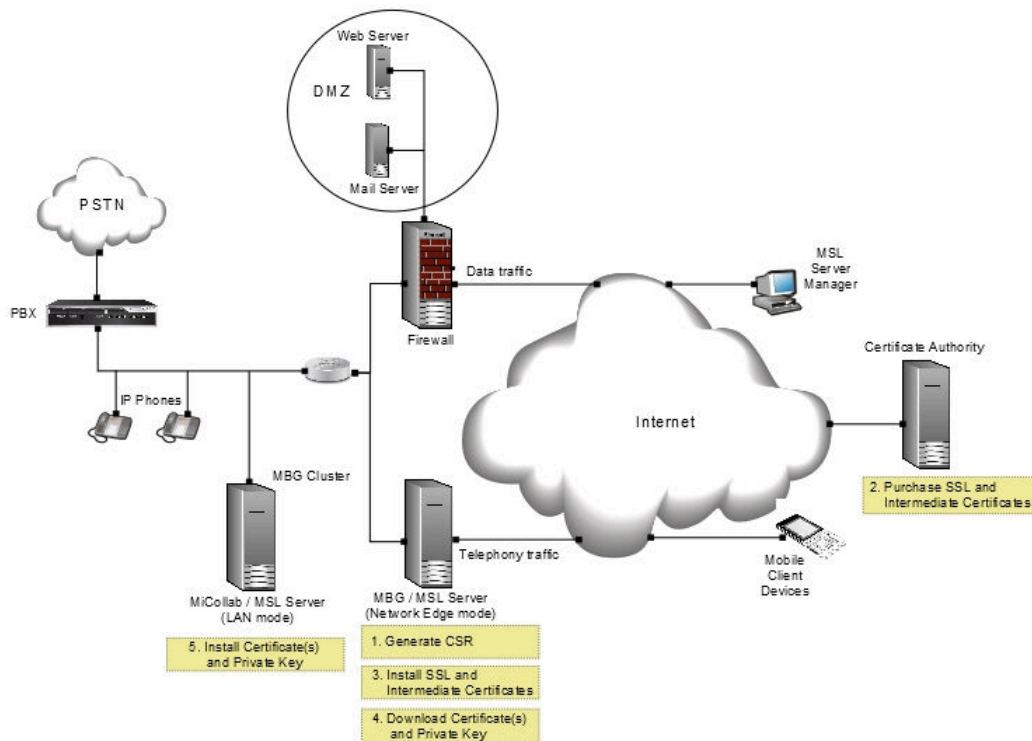 Web Server
DMZ
Mail Server
PSTN
Firewall
Data traffic
MSL
Server
Manager
PBX
Firewall
Certificate Authority
IP Phones
Internet
MBG Cluster
2. Purchase SSL and
Intermediate Certificates
Telephony traffic
Mobile
Client
Devices
MiCollab / MSL Server
(LAN mode)
MBG / MSL Server
(Network Edge mode)
5. Install Certificate(s)
and Private Key
1. Generate CSR
3. Install SSL and
Intermediate Certificates
4. Download Certificate(s)
and Private Key